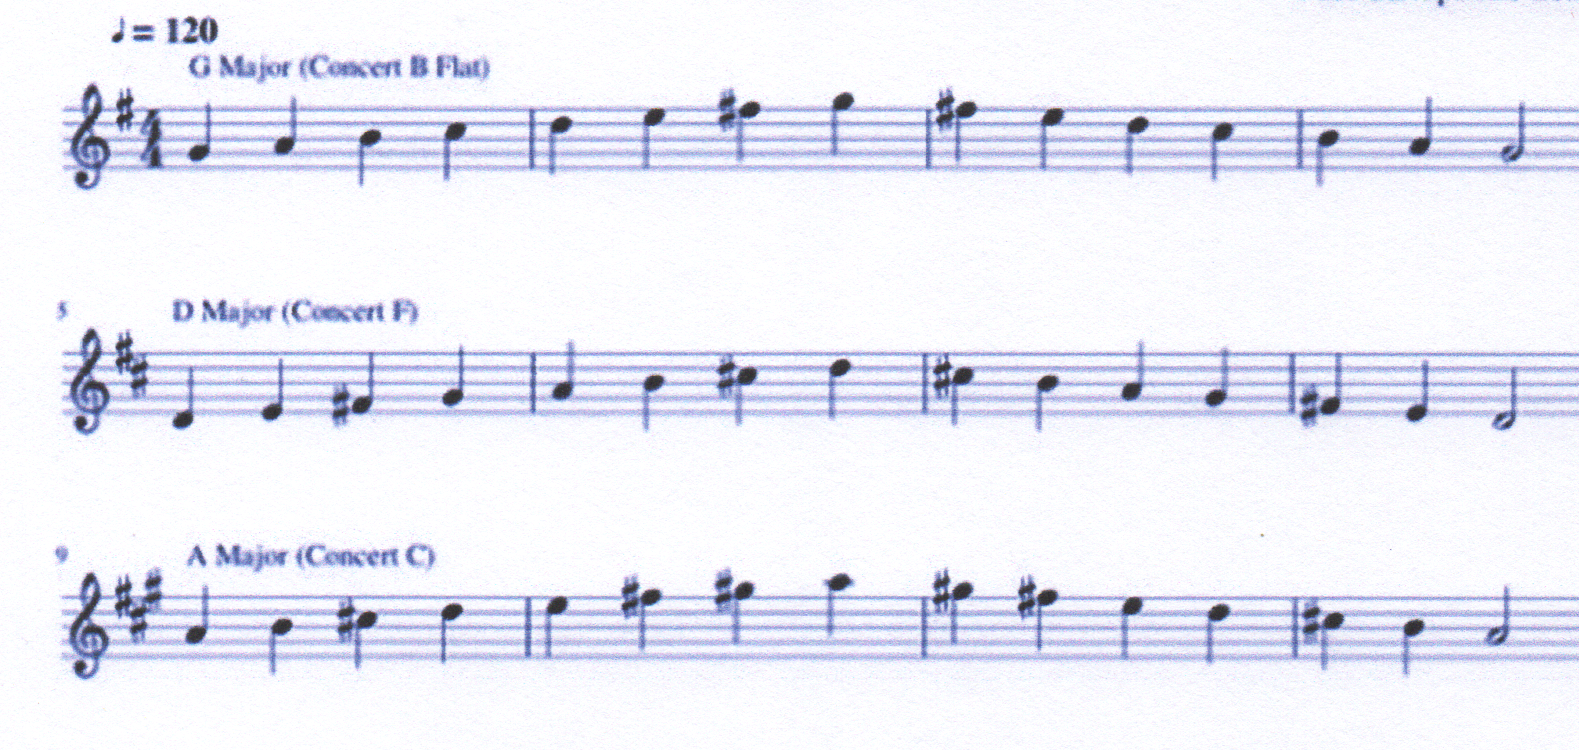 ♩ = 120
G Major (Concert B Flat)
5
D Major (Concert F)
9
A Major (Concert C)